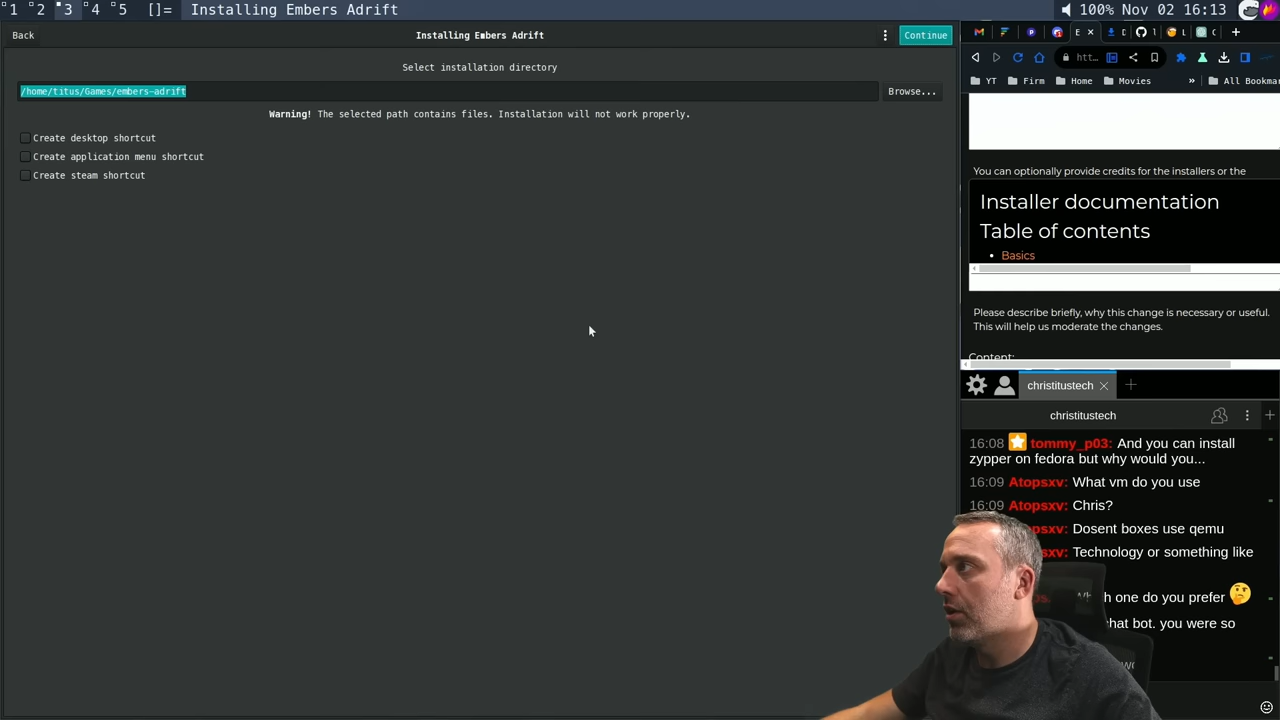 1 2 3 4 5 []= Installing Embers Adrift
100% Nov 02 16:13
Back
Installing Embers Adrift
Continue
Select installation directory
/home/titus/Games/embers-adrift
Browse...
Warning! The selected path contains files. Installation will not work properly.
Create desktop shortcut
Create application menu shortcut
Create steam shortcut
htt...
YT Firm Home Movies » All Bookmar
You can optionally provide credits for the installers or the
Installer documentation
Table of contents
Basics
Please describe briefly, why this change is necessary or useful.
This will help us moderate the changes.
Content:
christitustech
christitustech
16:08 tommy_p03: And you can install
zypper on fedora but why would you...
16:09 Atopsxv: What vm do you use
16:09 Atopsxv: Chris?
sxv: Dosent boxes use qemu
sxv: Technology or something like
h one do you prefer
hat bot. you were so